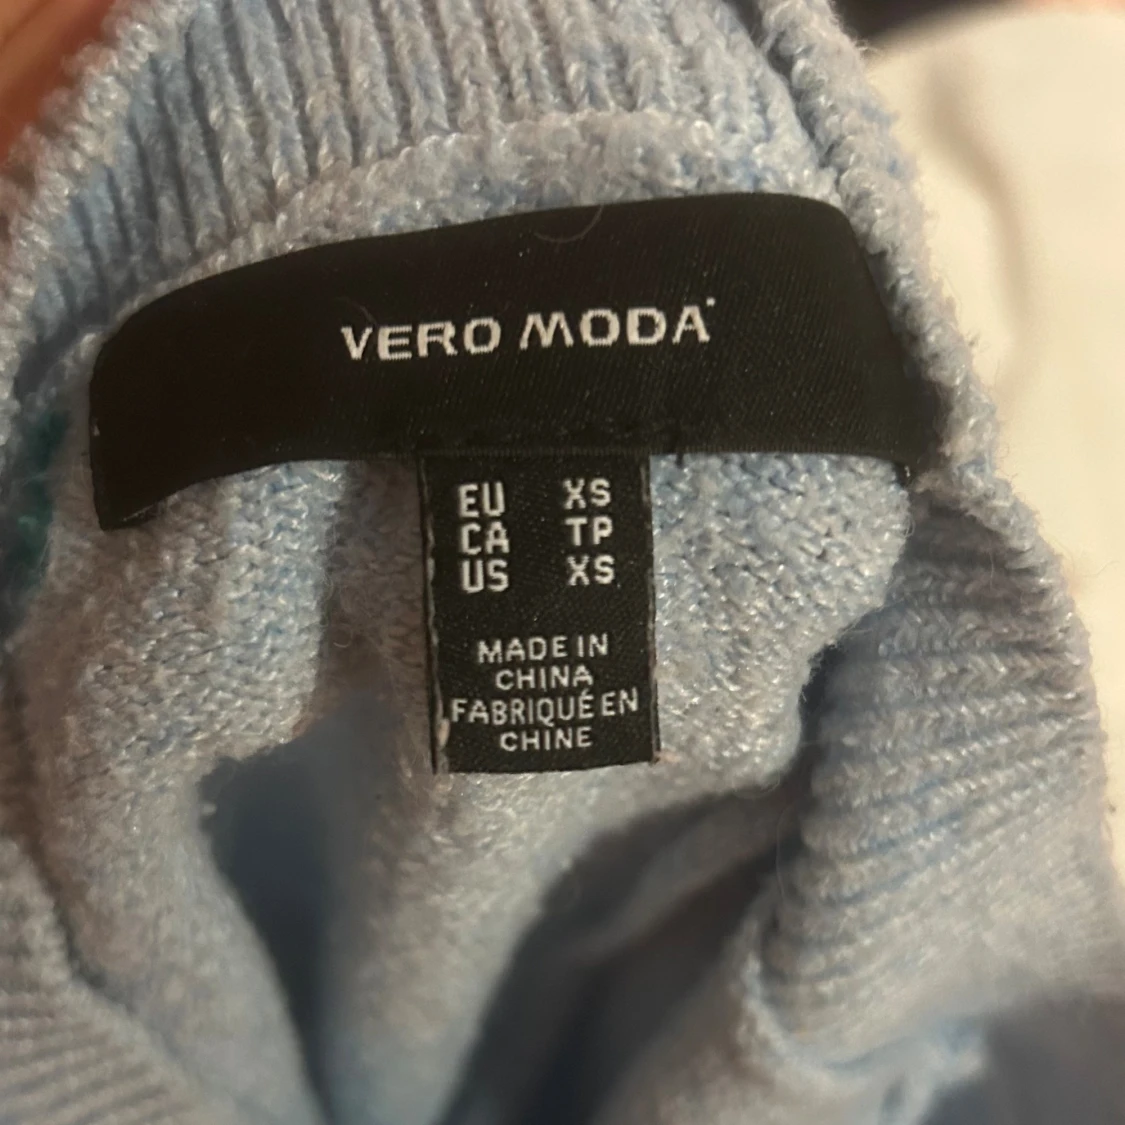 VERO MODA
EU XS
CA TP
US XS
MADE IN
CHINA
FABRIQUÉ EN
CHINE